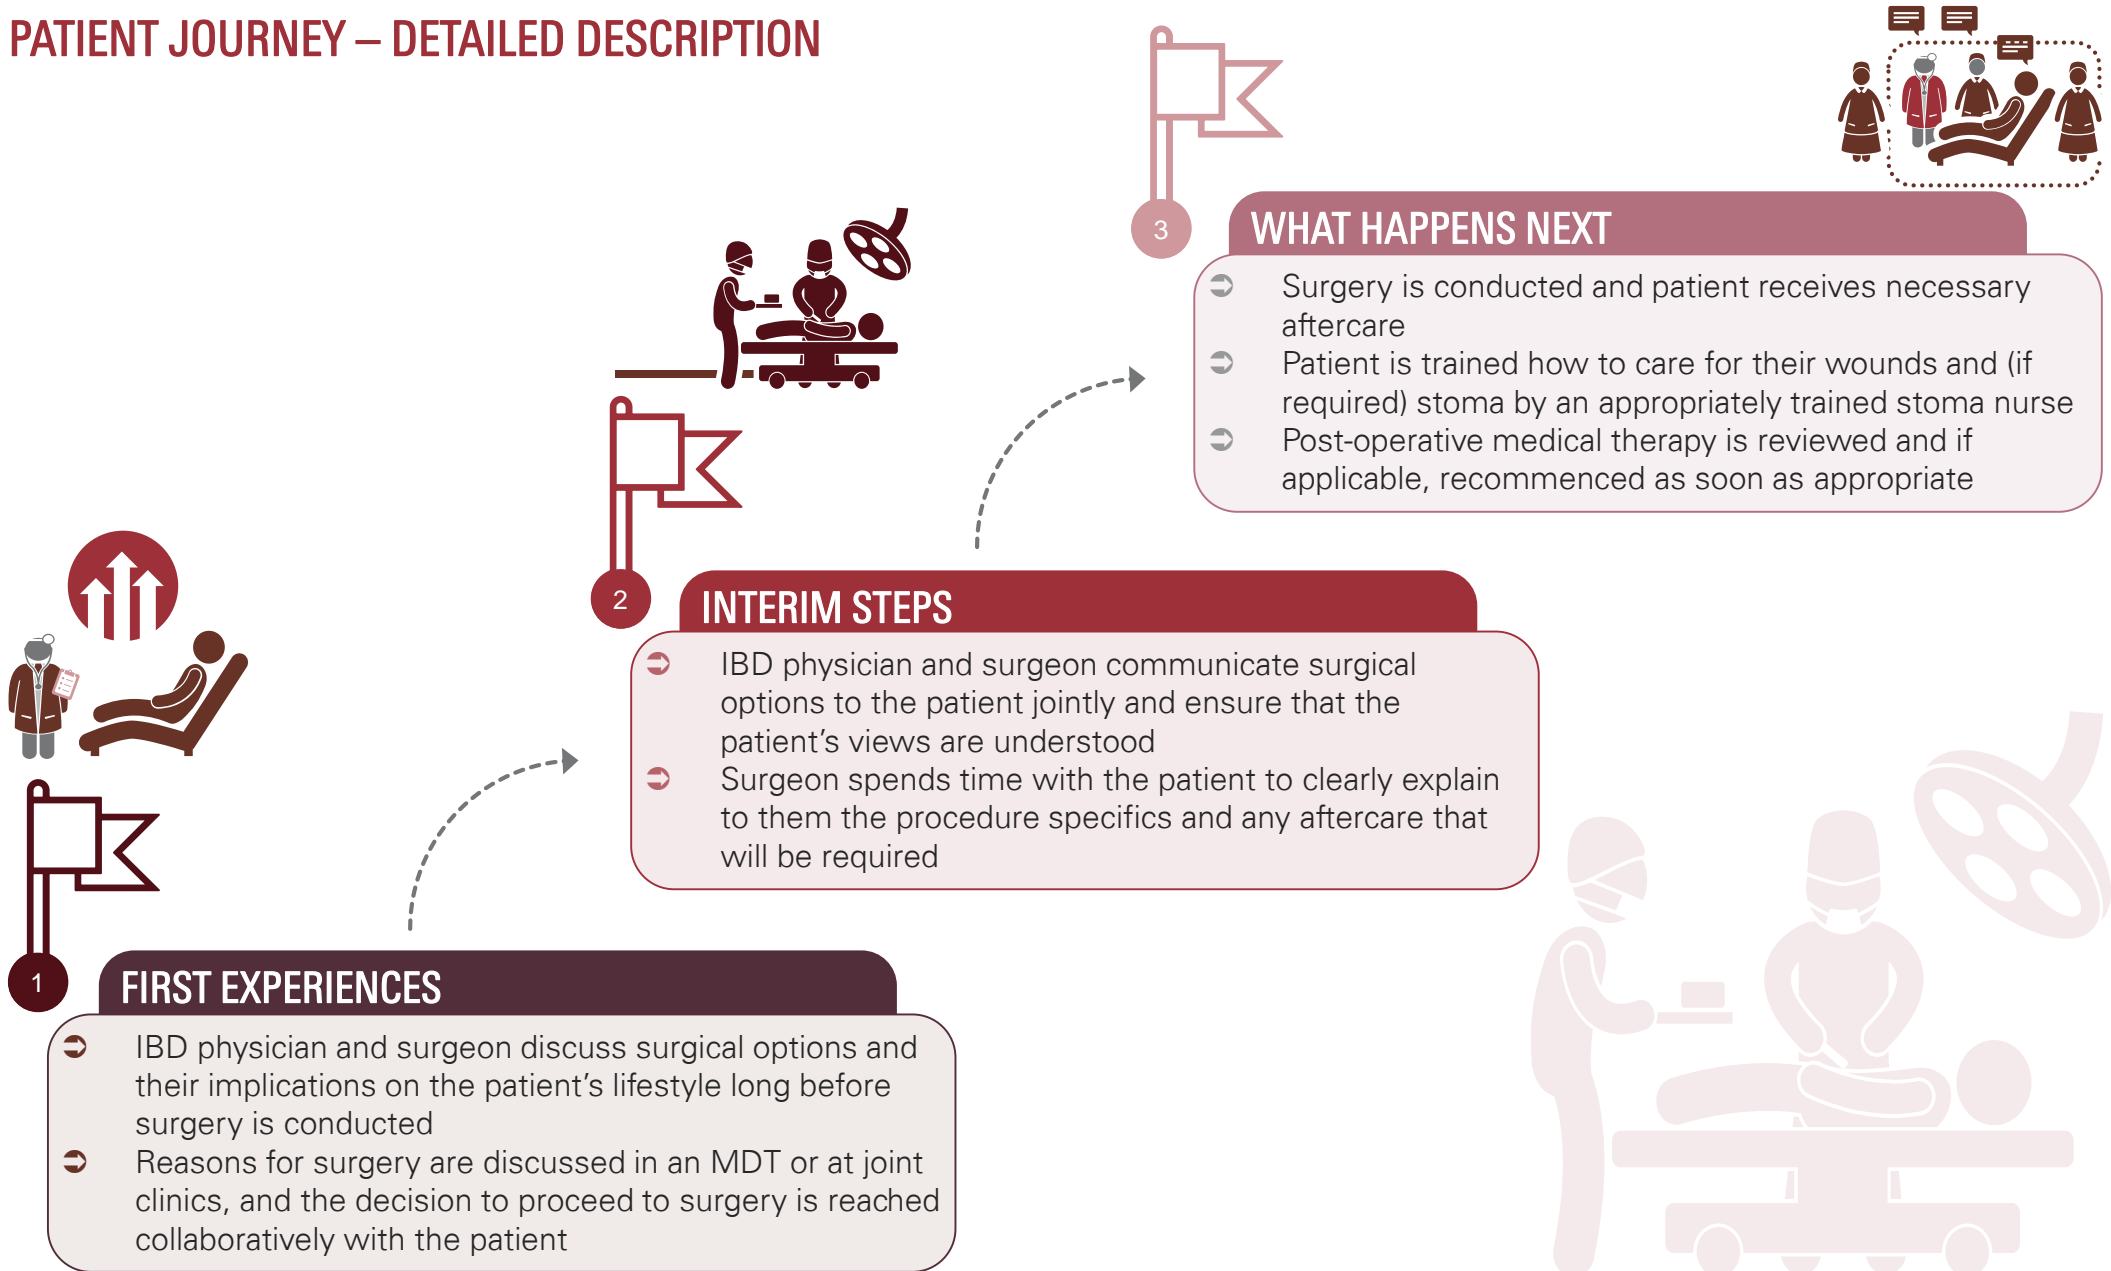 PATIENT JOURNEY – DETAILED DESCRIPTION
3
WHAT HAPPENS NEXT
Surgery is conducted and patient receives necessary
aftercare
Patient is trained how to care for their wounds and (if
required) stoma by an appropriately trained stoma nurse
Post-operative medical therapy is reviewed and if
applicable, recommenced as soon as appropriate
2
INTERIM STEPS
IBD physician and surgeon communicate surgical
options to the patient jointly and ensure that the
patient’s views are understood
Surgeon spends time with the patient to clearly explain
to them the procedure specifics and any aftercare that
will be required
1
FIRST EXPERIENCES
IBD physician and surgeon discuss surgical options and
their implications on the patient’s lifestyle long before
surgery is conducted
Reasons for surgery are discussed in an MDT or at joint
clinics, and the decision to proceed to surgery is reached
collaboratively with the patient